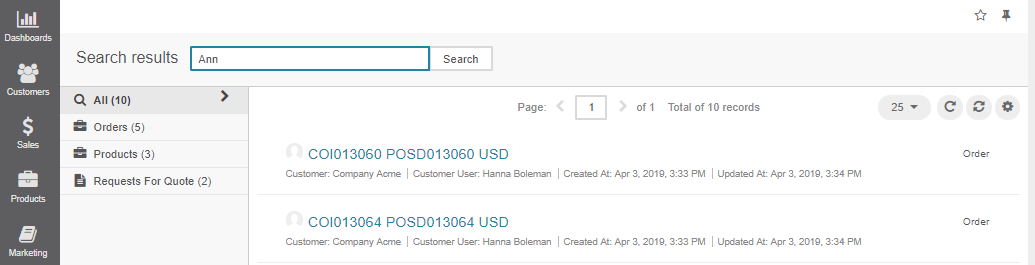 Dashboards
Customers
Sales
Products
Marketing
Search results Ann Search
All (10)
Orders (5)
Products (3)
Requests For Quote (2)
Page: 1 of 1 Total of 10 records 25
COI013060 POSD013060 USD Order
Customer: Company Acme | Customer User: Hanna Boleman | Created At: Apr 3, 2019, 3:33 PM | Updated At: Apr 3, 2019, 3:34 PM
COI013064 POSD013064 USD Order
Customer: Company Acme | Customer User: Hanna Boleman | Created At: Apr 3, 2019, 3:33 PM | Updated At: Apr 3, 2019, 3:34 PM